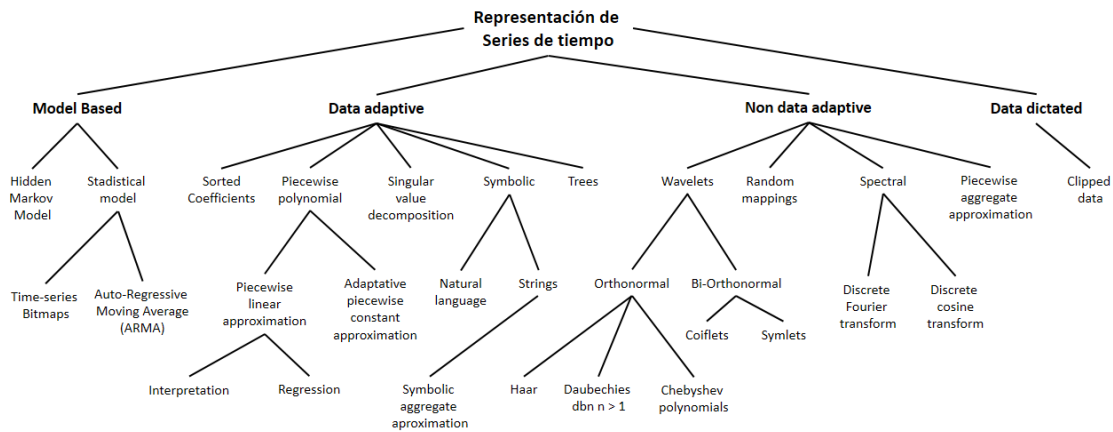 Representación de
Series de tiempo
Model Based
Data adaptive
Non data adaptive
Data dictated
Hidden
Markov
Model
Stadistical
model
Sorted
Coefficients
Piecewise
polynomial
Singular
value
decomposition
Symbolic
Trees
Wavelets
Random
mappings
Spectral
Piecewise
aggregate
approximation
Clipped
data
Time-series
Bitmaps
Auto-Regressive
Moving Average
(ARMA)
Piecewise
linear
approximation
Adaptative
piecewise
constant
approximation
Natural
language
Strings
Orthonormal
Bi-Orthonormal
Discrete
Fourier
transform
Discrete
cosine
transform
Coiflets
Symlets
Interpretation
Regression
Symbolic
aggregate
aproximation
Haar
Daubechies
dbn n > 1
Chebyshev
polynomials